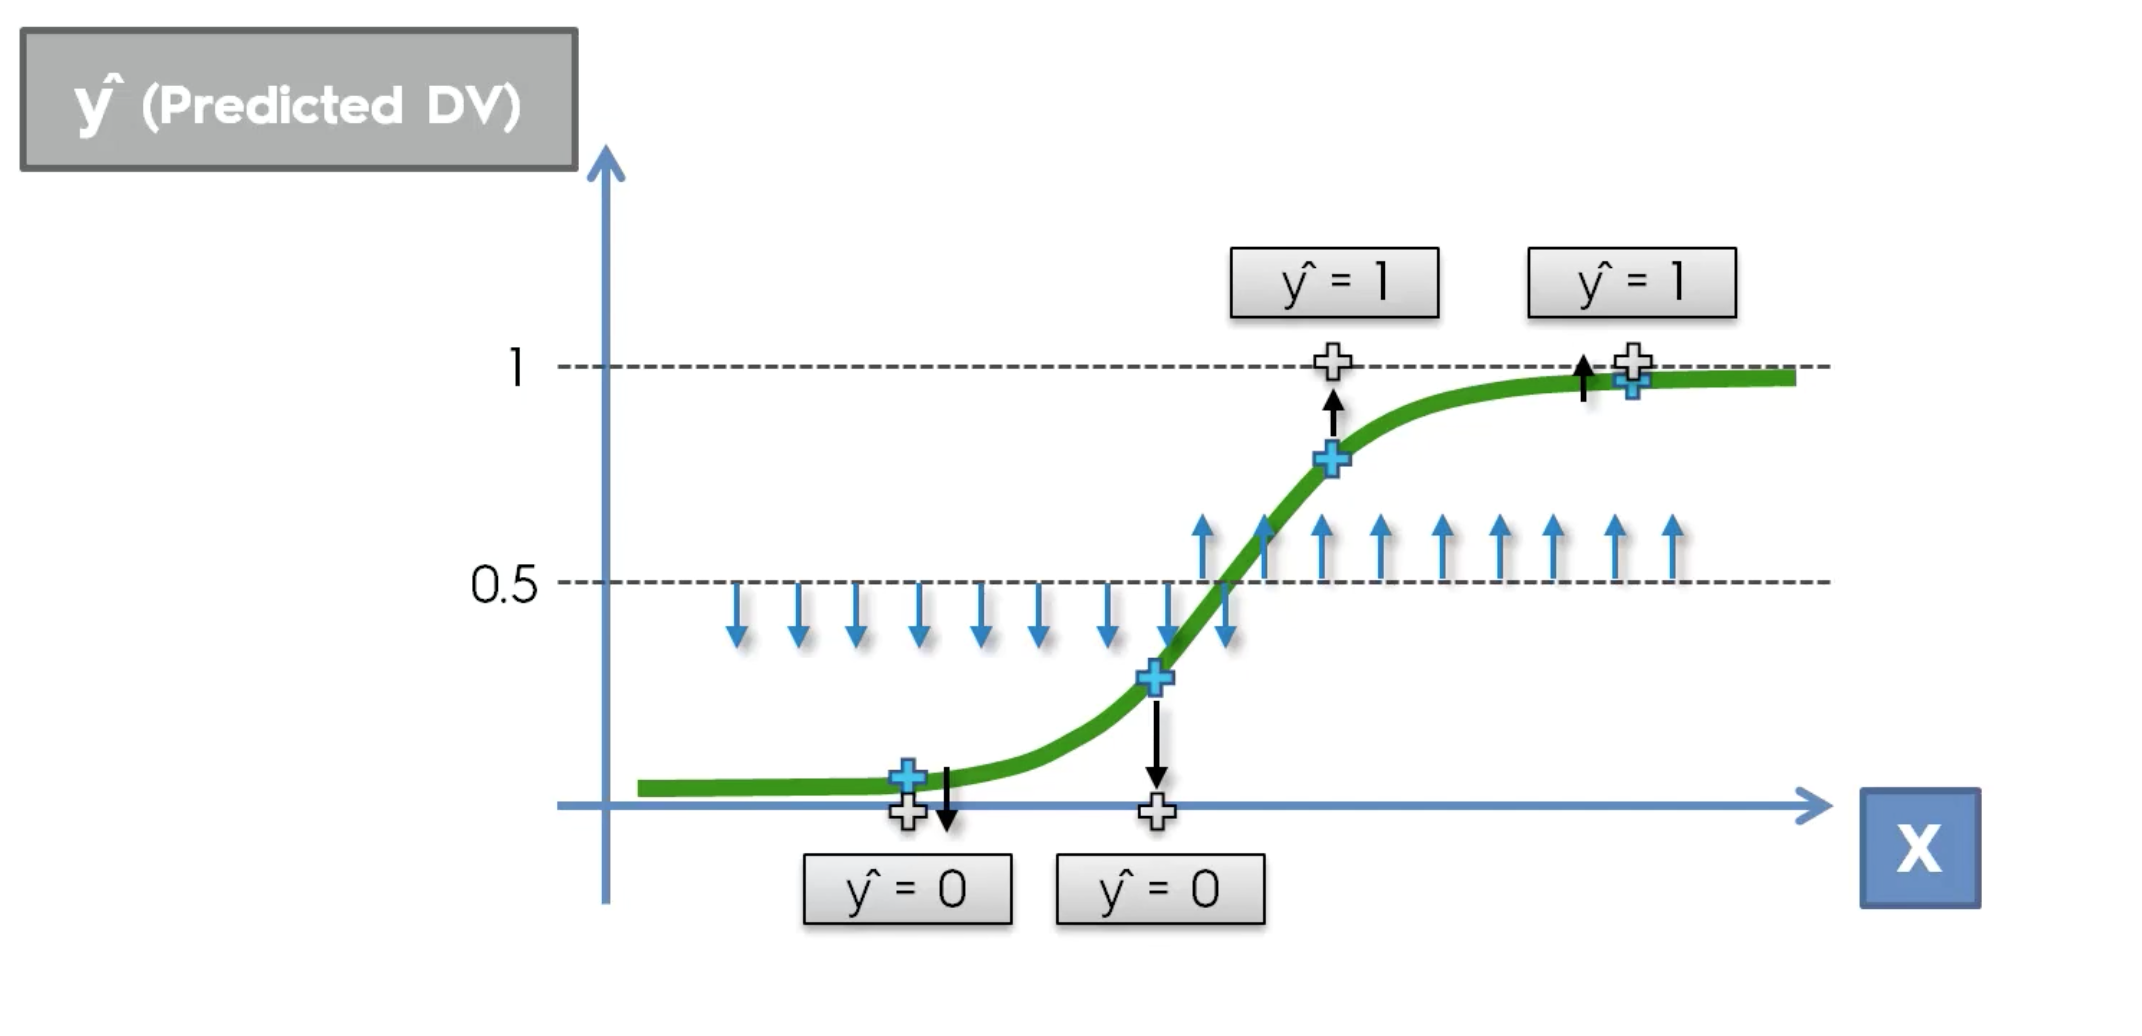 ŷ (Predicted DV)
ŷ = 1
ŷ = 1
1
0.5
X
ŷ = 0
ŷ = 0